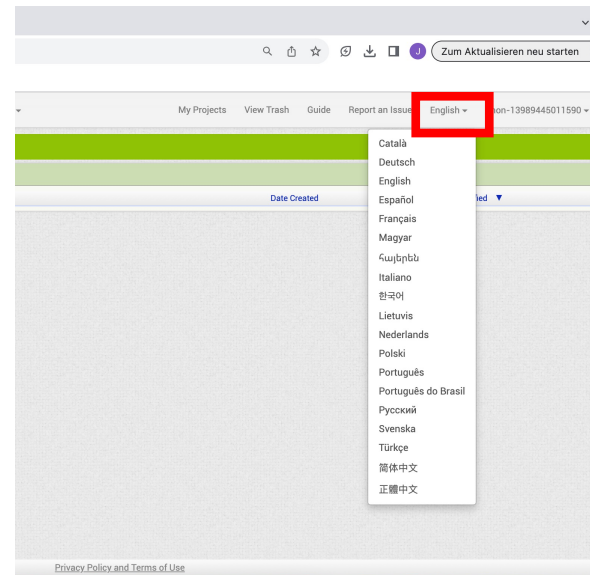 Zum Aktualisieren neu starten
J
My Projects View Trash Guide Report an Issue English non-13989445011590
Català
Deutsch
English
Date Created ied ▼
Español
Français
Magyar
Հայերեն
Italiano
한국어
Lietuvis
Nederlands
Polski
Português
Português do Brasil
Русский
Svenska
Türkçe
简体中文
正體中文
Privacy Policy and Terms of Use